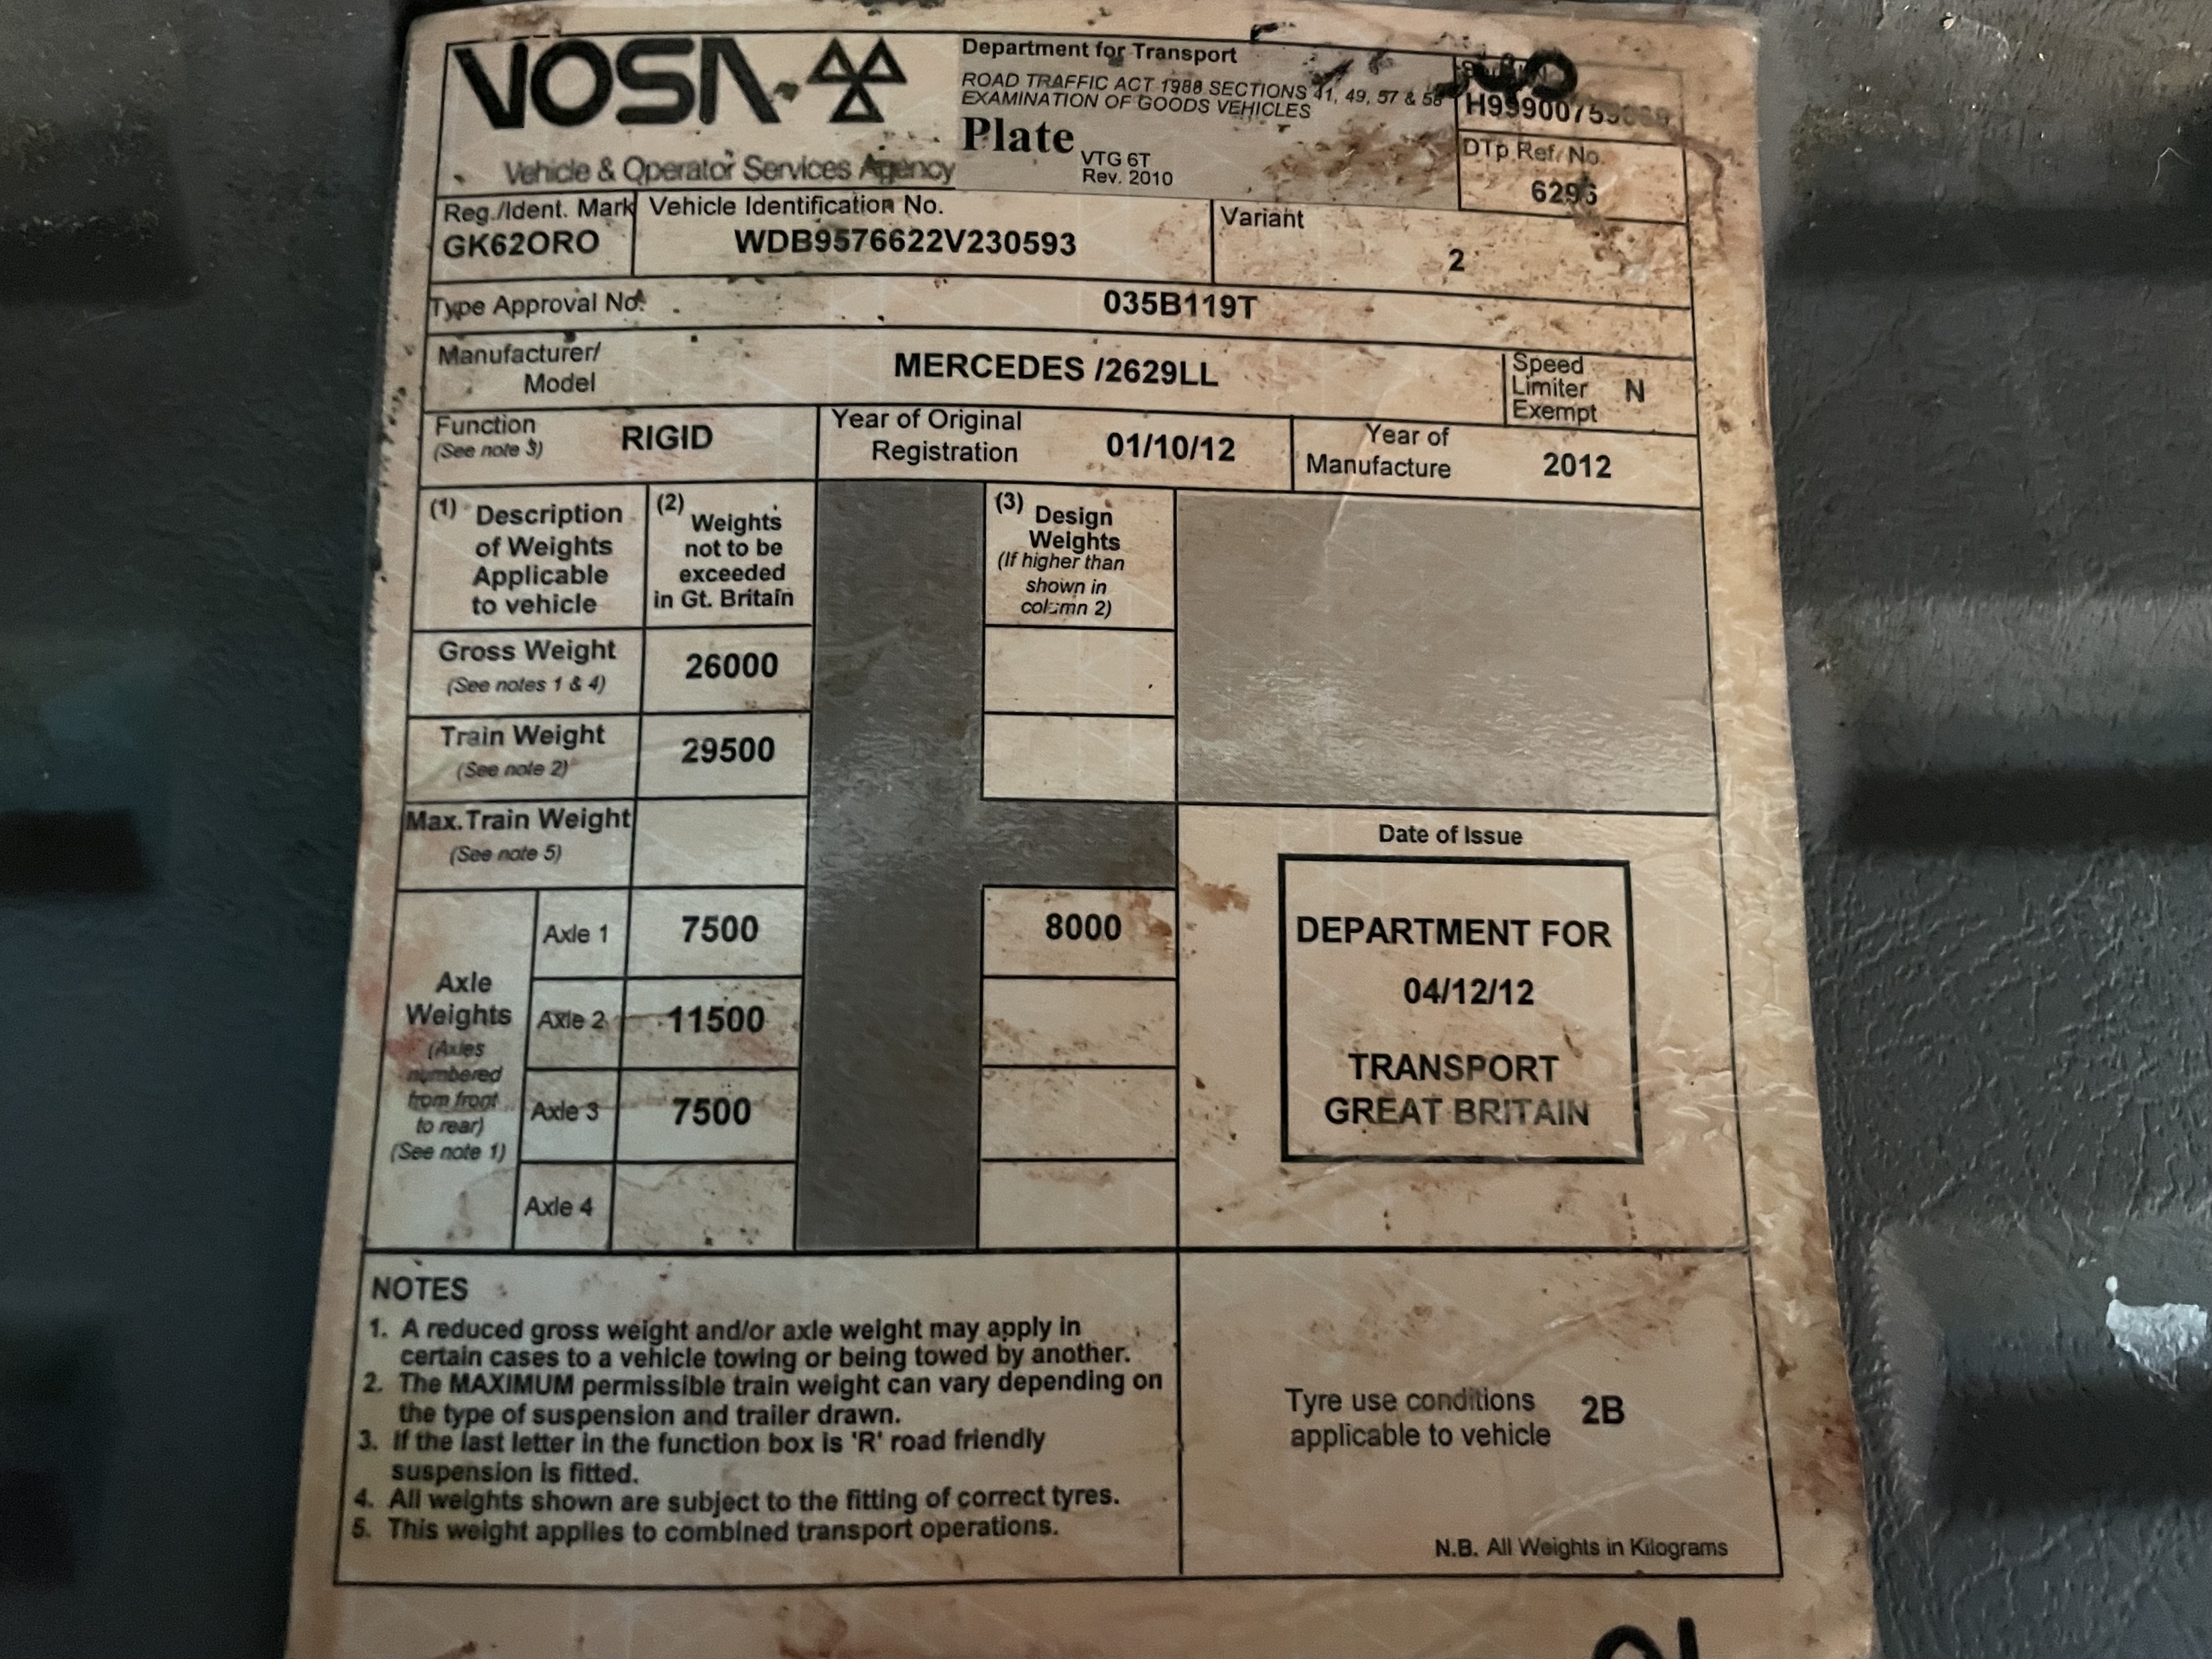 VOSA
Department for Transport
ROAD TRAFFIC ACT 1988 SECTIONS 41, 49, 57 & 58
EXAMINATION OF GOODS VEHICLES
Plate
VTG 6T
Rev. 2010
Vehicle & Operator Services Agency
DTp Ref. No.
6296
Reg./Ident. Mark
GK62ORO
Vehicle Identification No.
WDB9576622V230593
Variant
2
Type Approval No.
035B119T
Manufacturer/
Model
MERCEDES /2629LL
Speed
Limiter
Exempt
N
Function
(See note 3)
RIGID
Year of Original
Registration
01/10/12
Year of
Manufacture
2012
(1) Description
of Weights
Applicable
to vehicle
(2) Weights
not to be
exceeded
in Gt. Britain
(3) Design
Weights
(If higher than
shown in
column 2)
Gross Weight
(See notes 1 & 4)
26000
Train Weight
(See note 2)
29500
Max.Train Weight
(See note 5)
Axle
Weights
(Axles
numbered
from front
to rear)
(See note 1)
Axle 1
7500
8000
Axle 2
11500
Axle 3
7500
Axle 4
Date of Issue
DEPARTMENT FOR
04/12/12
TRANSPORT
GREAT BRITAIN
NOTES
1. A reduced gross weight and/or axle weight may apply in
certain cases to a vehicle towing or being towed by another.
2. The MAXIMUM permissible train weight can vary depending on
the type of suspension and trailer drawn.
3. If the last letter in the function box is 'R' road friendly
suspension is fitted.
4. All weights shown are subject to the fitting of correct tyres.
5. This weight applies to combined transport operations.
Tyre use conditions
applicable to vehicle
2B
N.B. All Weights in Kilograms